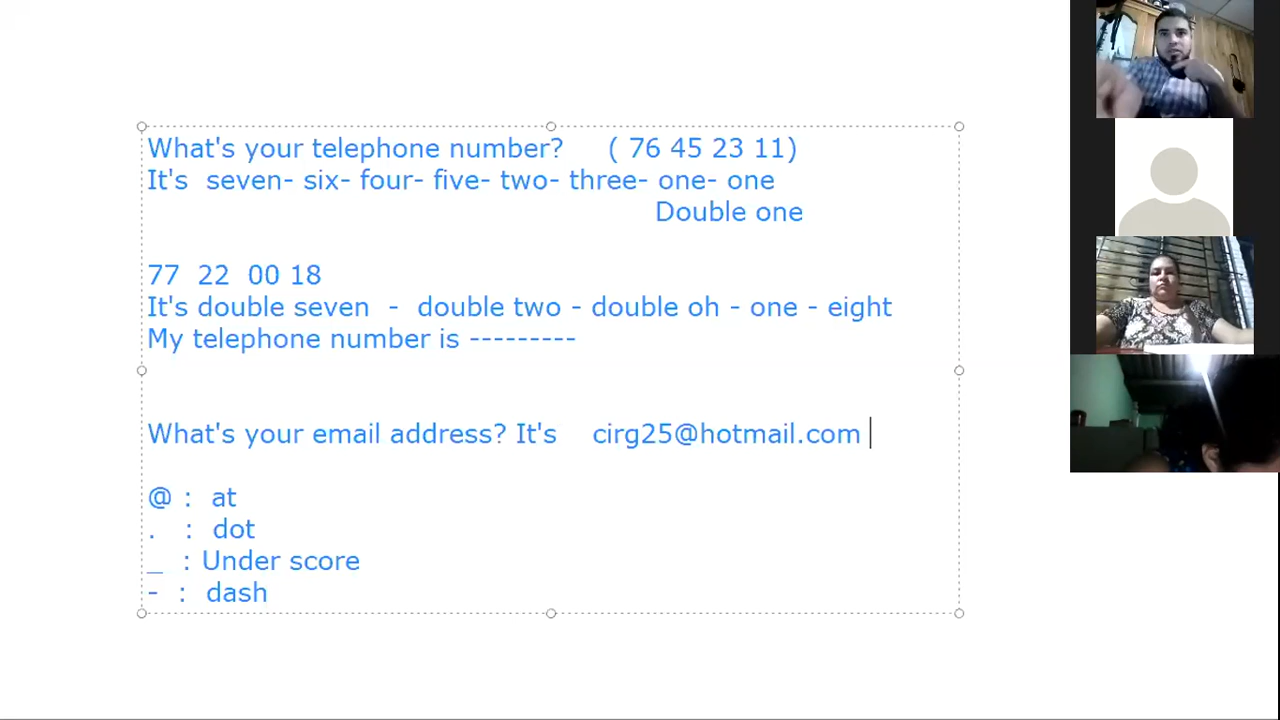 What's your telephone number? ( 76 45 23 11)
It's seven- six- four- five- two- three- one- one
Double one
77 22 00 18
It's double seven - double two - double oh - one - eight
My telephone number is ---------
What's your email address? It's cirg25@hotmail.com
@ : at
. : dot
_ : Under score
- : dash